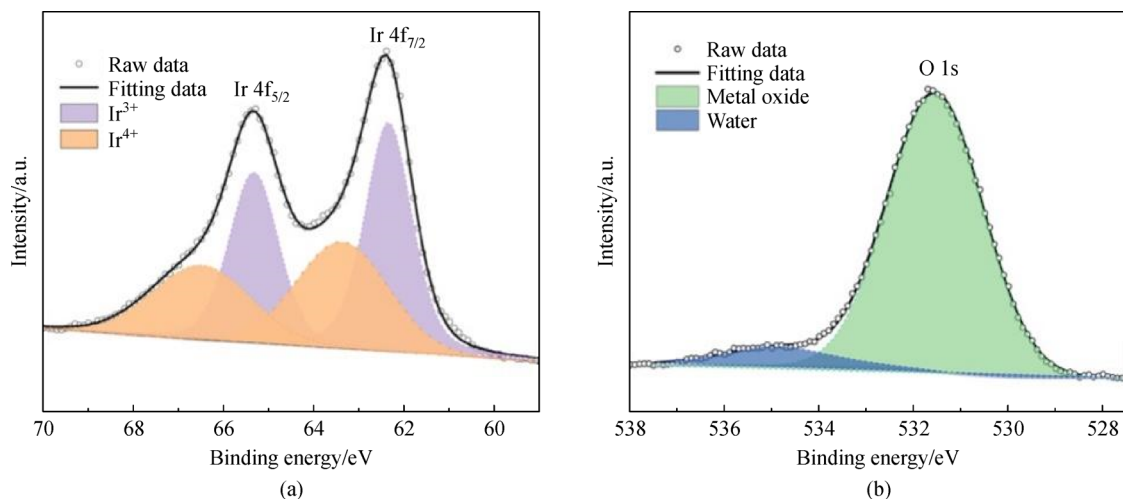 Ir 4f7/2
Raw data
Fitting data
Ir 4f5/2
Ir3+
Ir4+
Intensity/a.u.
70 68 66 64 62 60
Binding energy/eV
(a)
Raw data
Fitting data
O 1s
Metal oxide
Water
Intensity/a.u.
538 536 534 532 530 528
Binding energy/eV
(b)